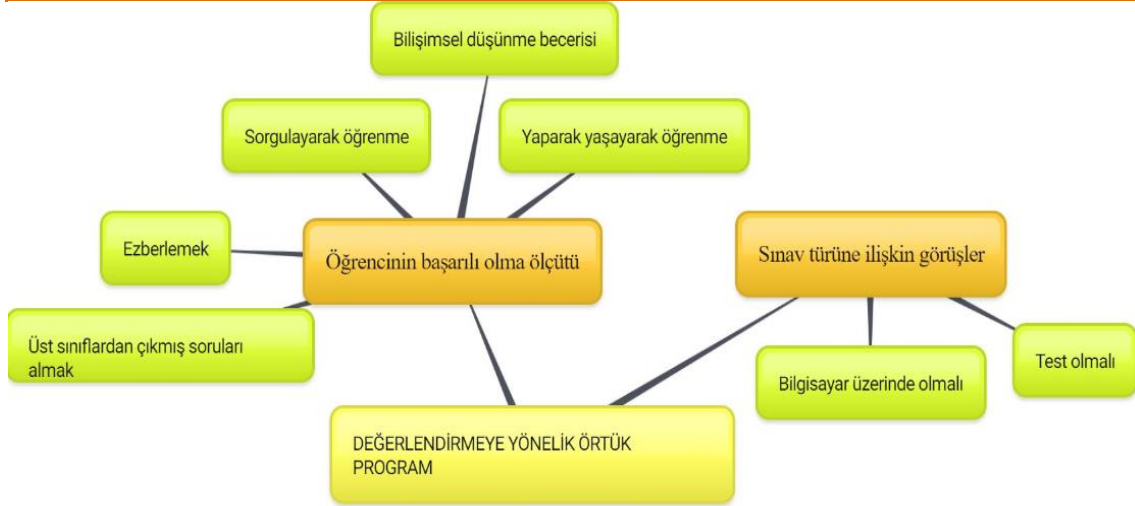 Bilişimsel düşünme becerisi
Sorgulayarak öğrenme
Yaparak yaşayarak öğrenme
Ezberlemek
Öğrencinin başarılı olma ölçütü
Sınav türüne ilişkin görüşler
Üst sınıflardan çıkmış soruları
almak
Bilgisayar üzerinde olmalı
Test olmalı
DEĞERLENDİRMEYE YÖNELİK ÖRTÜK
PROGRAM